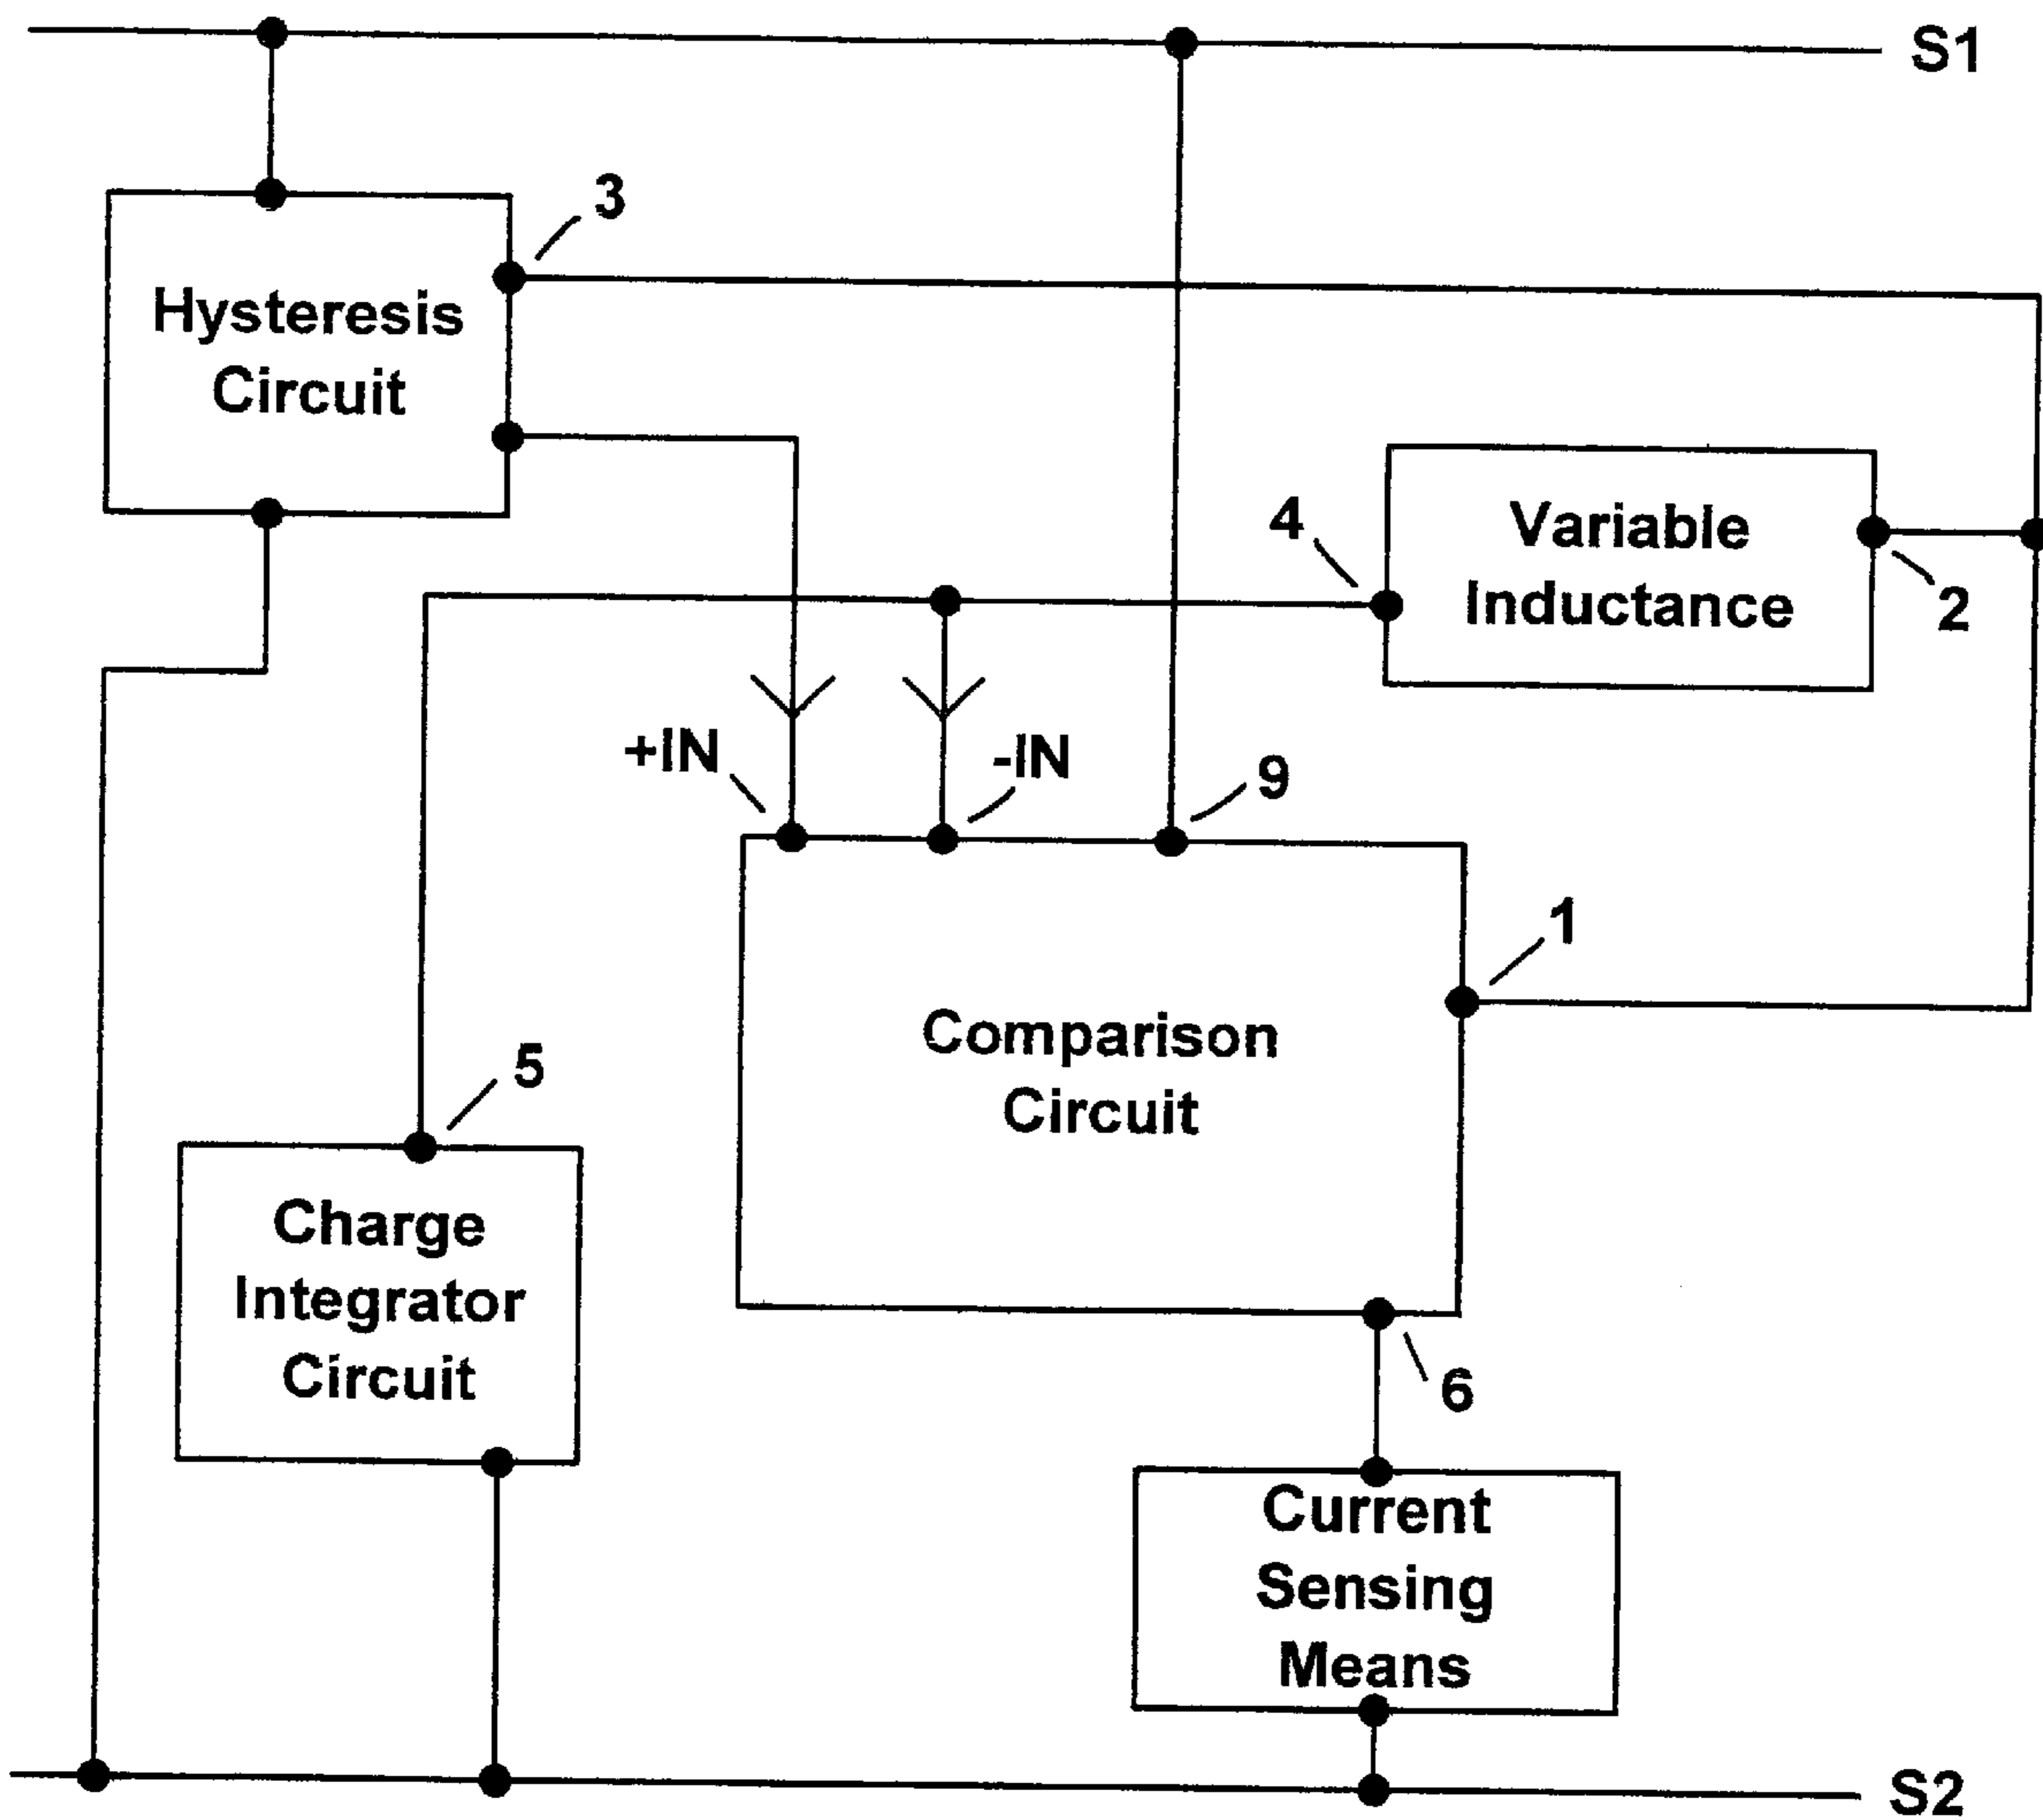 S1
3
Hysteresis
Circuit
4
Variable
Inductance
2
+IN
-IN
9
1
Comparison
Circuit
5
Charge
Integrator
Circuit
6
Current
Sensing
Means
S2